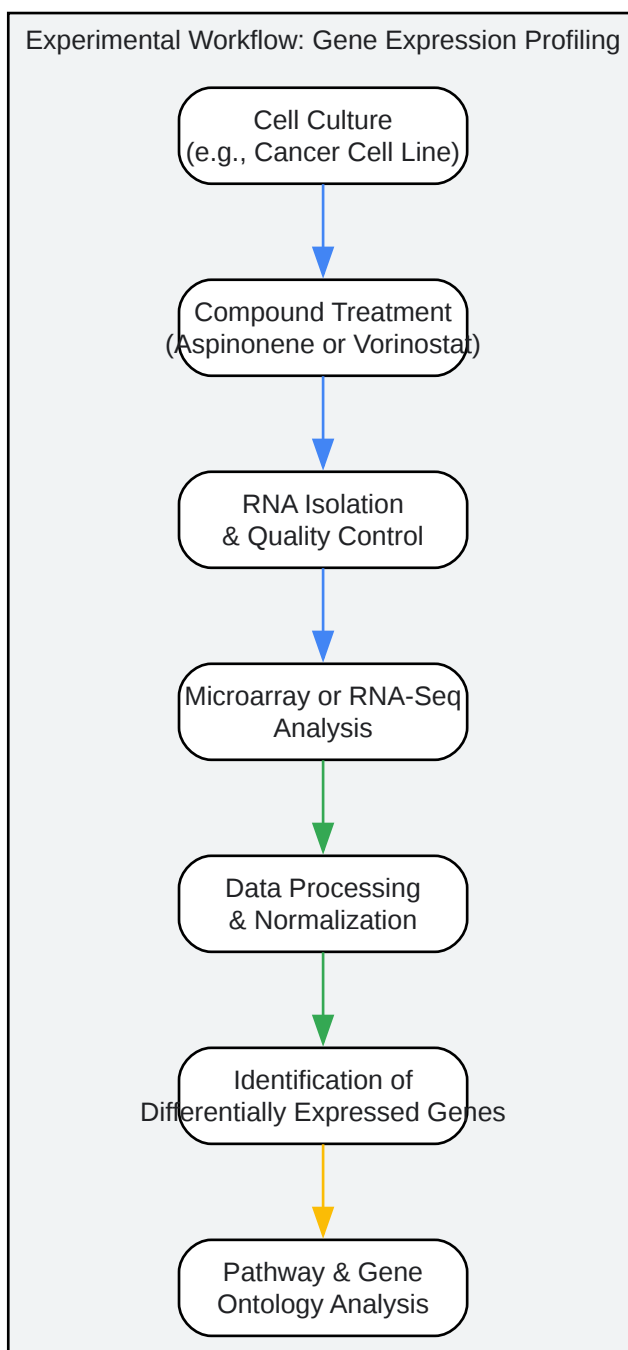 Experimental Workflow: Gene Expression Profiling
Cell Culture
(e.g., Cancer Cell Line)
Compound Treatment
(Aspinonene or Vorinostat)
RNA Isolation
& Quality Control
Microarray or RNA-Seq
Analysis
Data Processing
& Normalization
Identification of
Differentially Expressed Genes
Pathway & Gene
Ontology Analysis